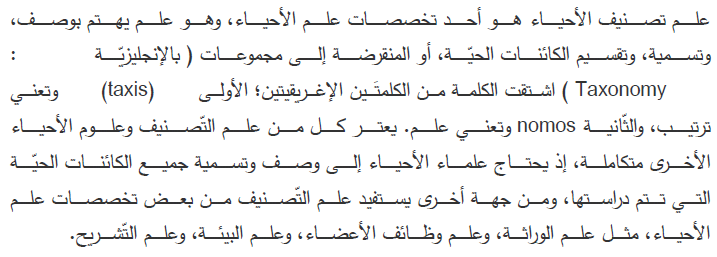 علم تصنيف الأحياء هو أحد تخصصات علم الأحياء، وهو علم يهتم بوصف،
وتسمية، وتقسيم الكائنات الحيّة، أو المنقرضة إلى مجموعات ( بالإنجليزيّة :
Taxonomy ) اشتقت الكلمة من الكلمتَين الإغريقيتين؛ الأولى (taxis) وتعني
ترتيب، والثّانية nomos وتعني علم. يعتبر كل من علم التّصنيف وعلوم الأحياء
الأخرى متكاملة، إذ يحتاج علماء الأحياء إلى وصف وتسمية جميع الكائنات الحيّة
التي تتم دراستها، ومن جهة أخرى يستفيد علم التّصنيف من بعض تخصصات علم
الأحياء، مثل علم الوراثة، وعلم وظائف الأعضاء، وعلم البيئة، وعلم التّشريح.